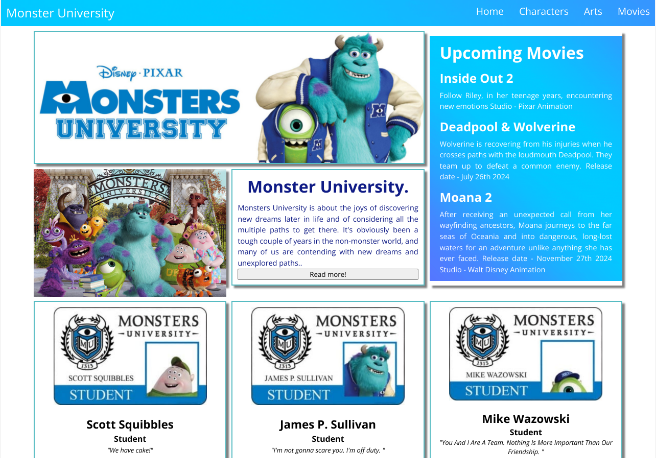 Monster University
Home Characters Arts Movies
Disney · PIXAR
MONSTERS
UNIVERSITY
Upcoming Movies
Inside Out 2
Follow Riley, in her teenage years, encountering
new emotions Studio - Pixar Animation
Deadpool & Wolverine
Wolverine is recovering from his injuries when he
crosses paths with the loudmouth Deadpool. They
team up to defeat a common enemy. Release
date - July 26th 2024
Moana 2
After receiving an unexpected call from her
wayfinding ancestors, Moana journeys to the far
seas of Oceania and into dangerous, long-lost
waters for an adventure unlike anything she has
ever faced. Release date - November 27th 2024
Studio - Walt Disney Animation
MONSTERS
Monster University.
Monsters University is about the joys of discovering
new dreams later in life and of considering all the
multiple paths to get there. It's obviously been a
tough couple of years in the non-monster world, and
many of us are contending with new dreams and
unexplored paths..
Read more!
MONSTERS
UNIVERSITY
MU
1313
SCOTT SQUIBBLES
STUDENT
Scott Squibbles
Student
"We have cake!"
MONSTERS
UNIVERSITY
MU
1313
JAMES P. SULLIVAN
STUDENT
James P. Sullivan
Student
"I'm not gonna scare you. I'm off duty. "
MONSTERS
UNIVERSITY
MU
1313
MIKE WAZOWSKI
STUDENT
Mike Wazowski
Student
"You And I Are A Team. Nothing Is More Important Than Our
Friendship. "